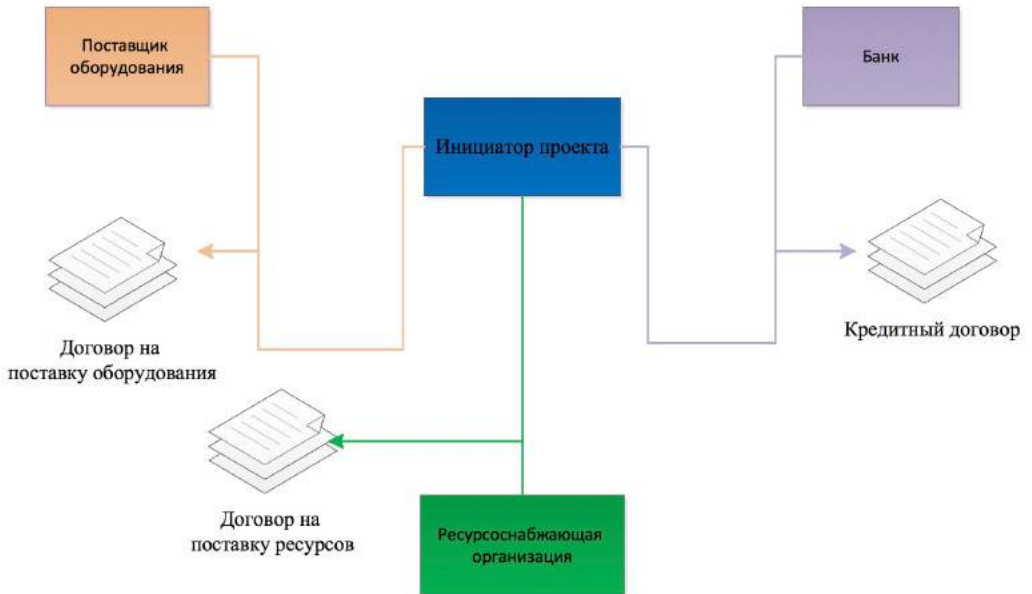 Поставщик
оборудования
Банк
Инициатор проекта
Кредитный договор
Договор на
поставку оборудования
Договор на
поставку ресурсов
Ресурсоснабжающая
организация